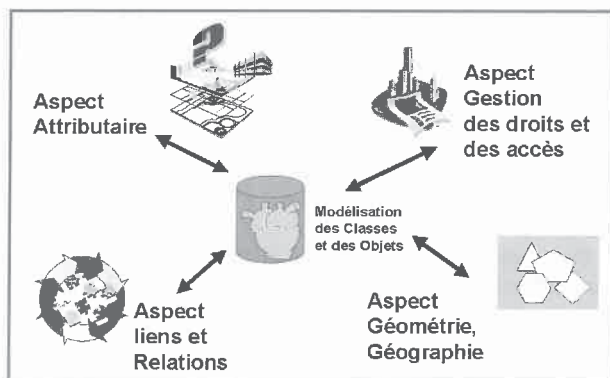 Aspect
Attributaire
Aspect
Gestion
des droits et
des accès
Modélisation
des Classes
et des Objets
Aspect
liens et
Relations
Aspect
Géométrie,
Géographie